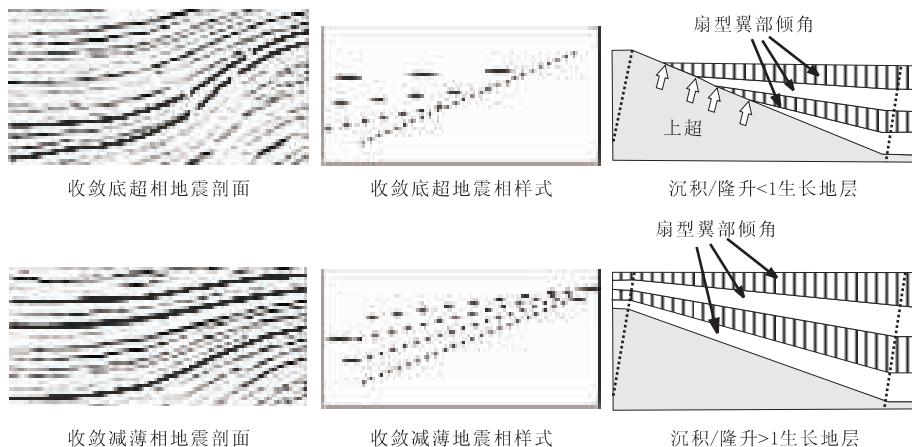 扇型翼部倾角
上超
收敛底超相地震剖面
收敛底超地震相样式
沉积/隆升<1生长地层
扇型翼部倾角
收敛减薄相地震剖面
收敛减薄地震相样式
沉积/隆升>1生长地层